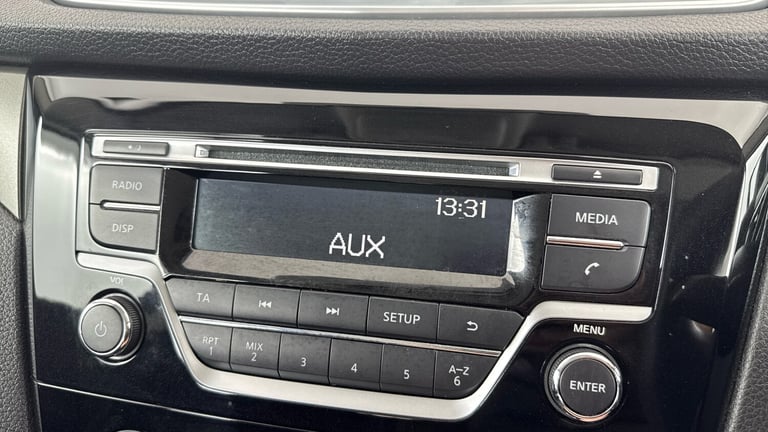 RADIO
DISP
13:31
AUX
MEDIA
VOL
TA
SETUP
MENU
RPT
1
MIX
2
3
4
5
A–Z
6
ENTER